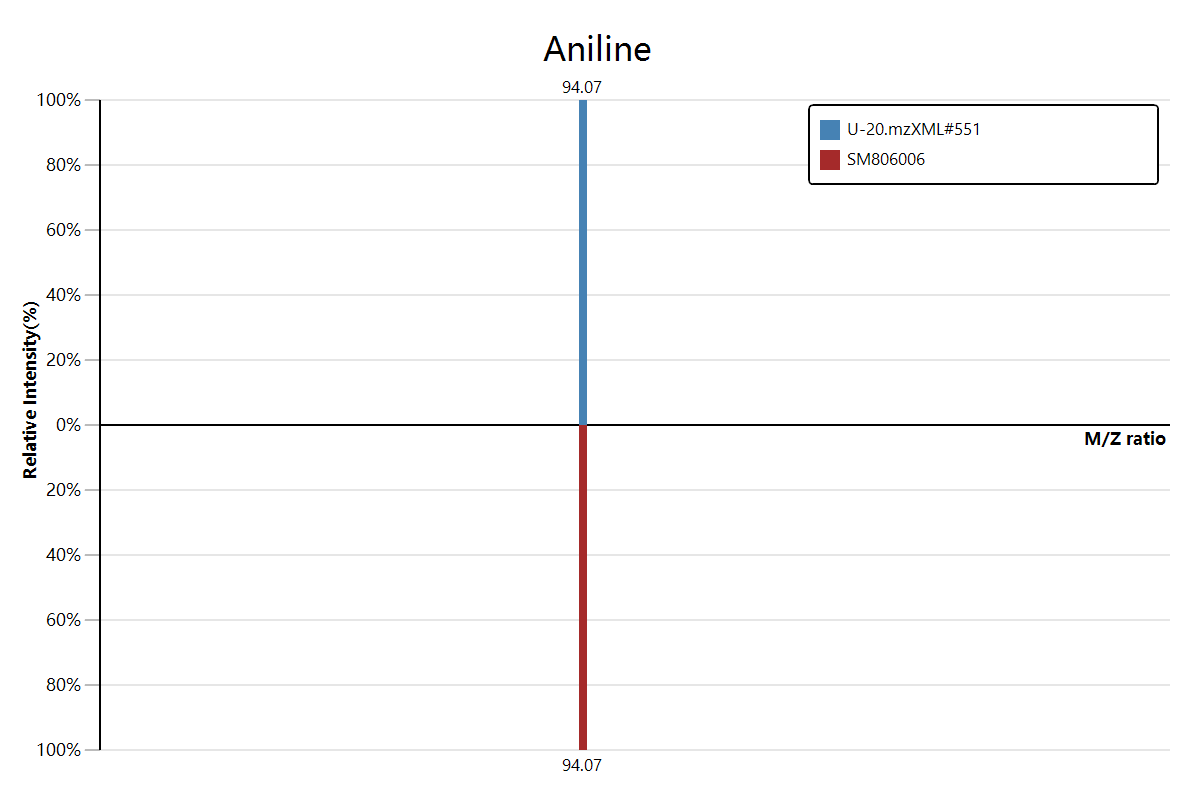 Aniline
94.07
U-20.mzXML#551
SM806006
100%
80%
60%
40%
20%
0%
20%
40%
60%
80%
100%
Relative Intensity(%)
M/Z ratio
94.07